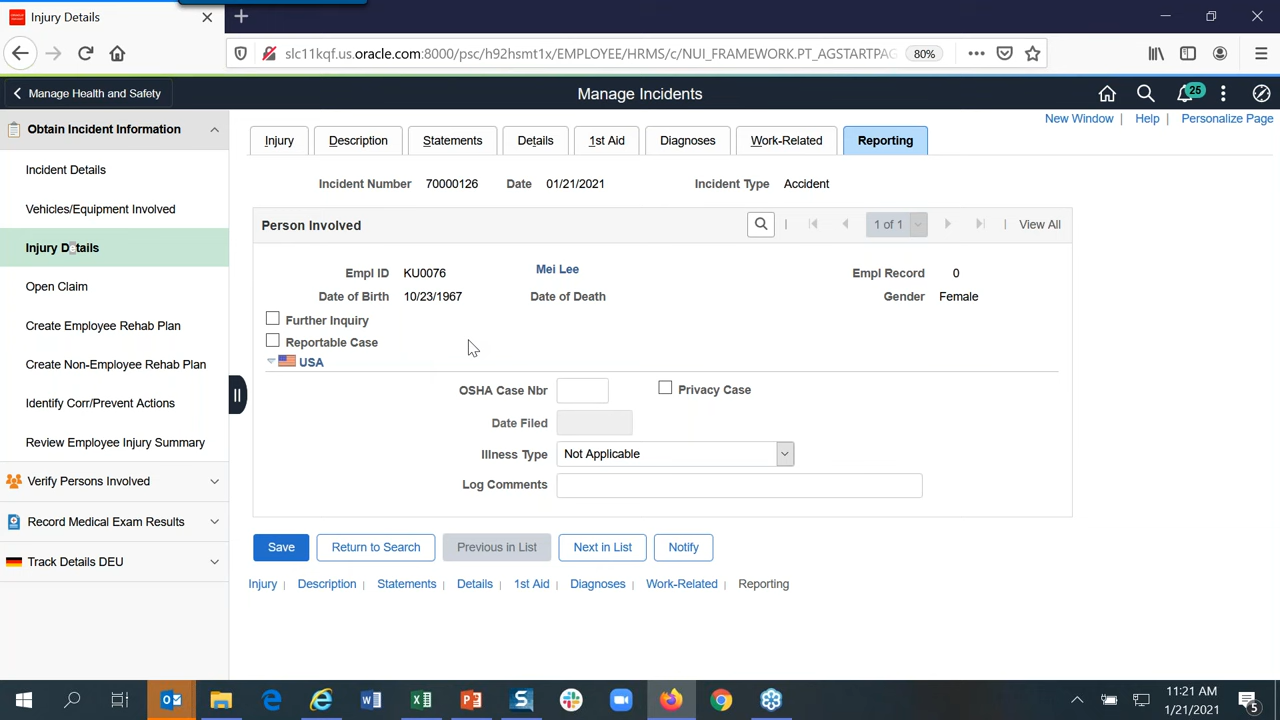 Injury Details
slc11kqf.us.oracle.com:8000/psc/h92hsmt1x/EMPLOYEE/HRMS/c/NUI_FRAMEWORK.PT_AGSTARTPAG
80%
Manage Health and Safety
Manage Incidents
25
New Window | Help | Personalize Page
Obtain Incident Information
Incident Details
Vehicles/Equipment Involved
Injury Details
Open Claim
Create Employee Rehab Plan
Create Non-Employee Rehab Plan
Identify Corr/Prevent Actions
Review Employee Injury Summary
Verify Persons Involved
Record Medical Exam Results
Track Details DEU
Injury Description Statements Details 1st Aid Diagnoses Work-Related Reporting
Incident Number 70000126 Date 01/21/2021 Incident Type Accident
Person Involved | 1 of 1 | View All
Empl ID KU0076 Mei Lee Empl Record 0
Date of Birth 10/23/1967 Date of Death Gender Female
Further Inquiry
Reportable Case
USA
OSHA Case Nbr Privacy Case
Date Filed
Illness Type Not Applicable
Log Comments
Save Return to Search Previous in List Next in List Notify
Injury | Description | Statements | Details | 1st Aid | Diagnoses | Work-Related | Reporting
11:21 AM
1/21/2021
5